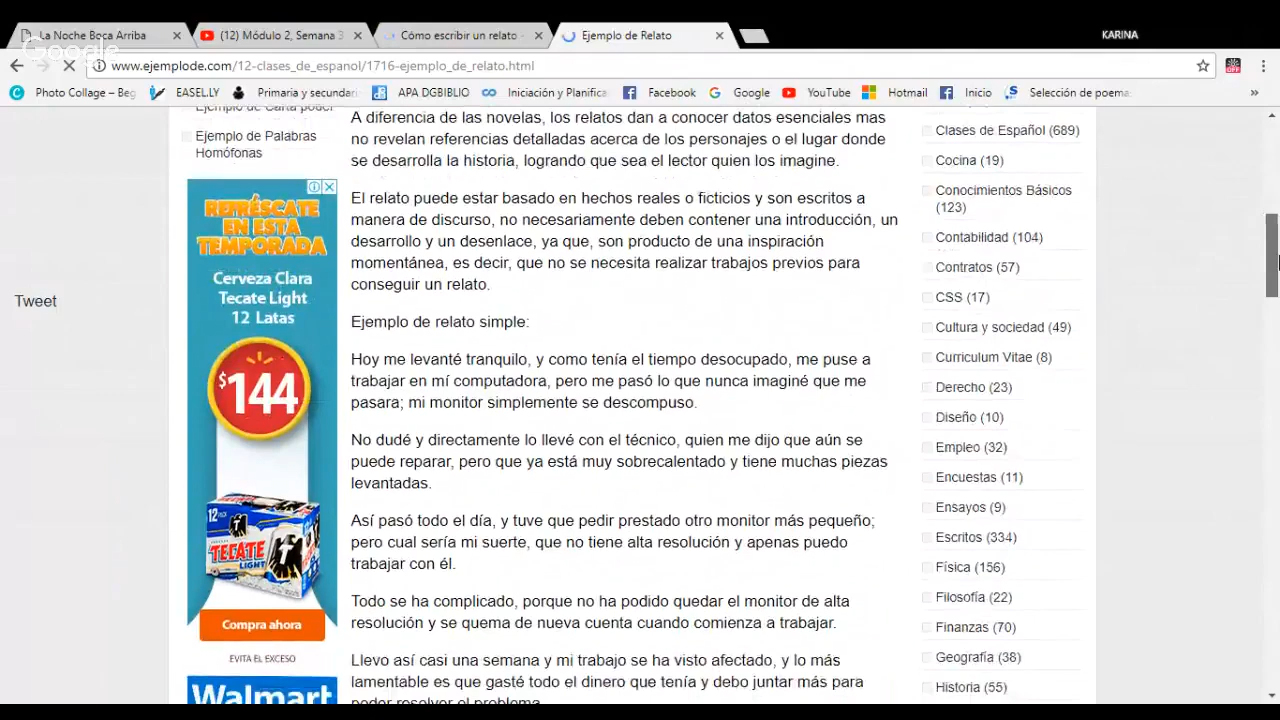 La Noche Boca Arriba
(12) Módulo 2, Semana 3
Cómo escribir un relato
Ejemplo de Relato
KARINA
Google
www.ejemplode.com/12-clases_de_espanol/1716-ejemplo_de_relato.html
OFF
Photo Collage – Beg
EASEL.LY
Primaria y secundari
APA DGBIBLIO
Iniciación y Planifica
Facebook
Google
YouTube
Hotmail
Inicio
Selección de poema
»
Ejemplo de Carta poder
Ejemplo de Palabras
Homófonas
Tweet
REFRÉSCATE
EN ESTA
TEMPORADA
Cerveza Clara
Tecate Light
12 Latas
$144
12 PACK
TECATE
LIGHT
Compra ahora
EVITA EL EXCESO
Walmart
A diferencia de las novelas, los relatos dan a conocer datos esenciales mas
no revelan referencias detalladas acerca de los personajes o el lugar donde
se desarrolla la historia, logrando que sea el lector quien los imagine.
El relato puede estar basado en hechos reales o ficticios y son escritos a
manera de discurso, no necesariamente deben contener una introducción, un
desarrollo y un desenlace, ya que, son producto de una inspiración
momentánea, es decir, que no se necesita realizar trabajos previos para
conseguir un relato.
Ejemplo de relato simple:
Hoy me levanté tranquilo, y como tenía el tiempo desocupado, me puse a
trabajar en mí computadora, pero me pasó lo que nunca imaginé que me
pasara; mi monitor simplemente se descompuso.
No dudé y directamente lo llevé con el técnico, quien me dijo que aún se
puede reparar, pero que ya está muy sobrecalentado y tiene muchas piezas
levantadas.
Así pasó todo el día, y tuve que pedir prestado otro monitor más pequeño;
pero cual sería mi suerte, que no tiene alta resolución y apenas puedo
trabajar con él.
Todo se ha complicado, porque no ha podido quedar el monitor de alta
resolución y se quema de nueva cuenta cuando comienza a trabajar.
Llevo así casi una semana y mi trabajo se ha visto afectado, y lo más
lamentable es que gasté todo el dinero que tenía y debo juntar más para
poder resolver el problema.
Clases de Español (689)
Cocina (19)
Conocimientos Básicos
(123)
Contabilidad (104)
Contratos (57)
CSS (17)
Cultura y sociedad (49)
Curriculum Vitae (8)
Derecho (23)
Diseño (10)
Empleo (32)
Encuestas (11)
Ensayos (9)
Escritos (334)
Física (156)
Filosofía (22)
Finanzas (70)
Geografía (38)
Historia (55)